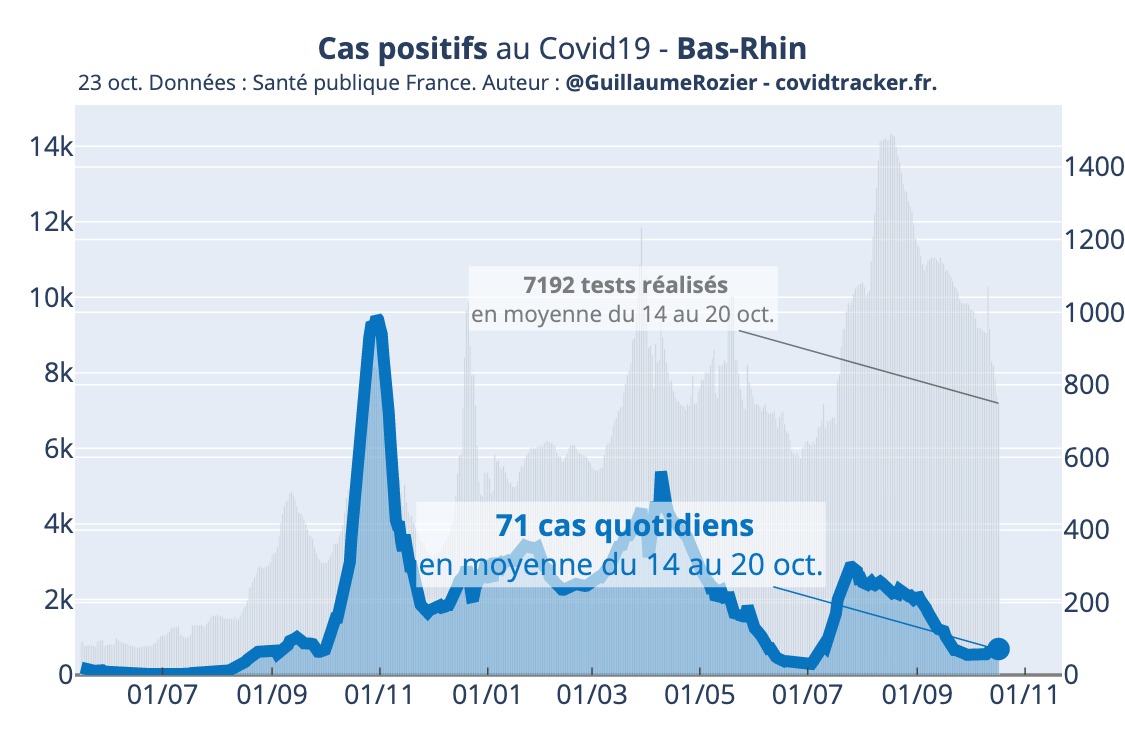 Cas positifs au Covid19 - Bas-Rhin
23 oct. Données : Santé publique France. Auteur : @GuillaumeRozier - covidtracker.fr.
14k
12k
10k
8k
6k
4k
2k
0
1400
1200
1000
800
600
400
200
0
7192 tests réalisés
en moyenne du 14 au 20 oct.
71 cas quotidiens
en moyenne du 14 au 20 oct.
01/07 01/09 01/11 01/01 01/03 01/05 01/07 01/09 01/11